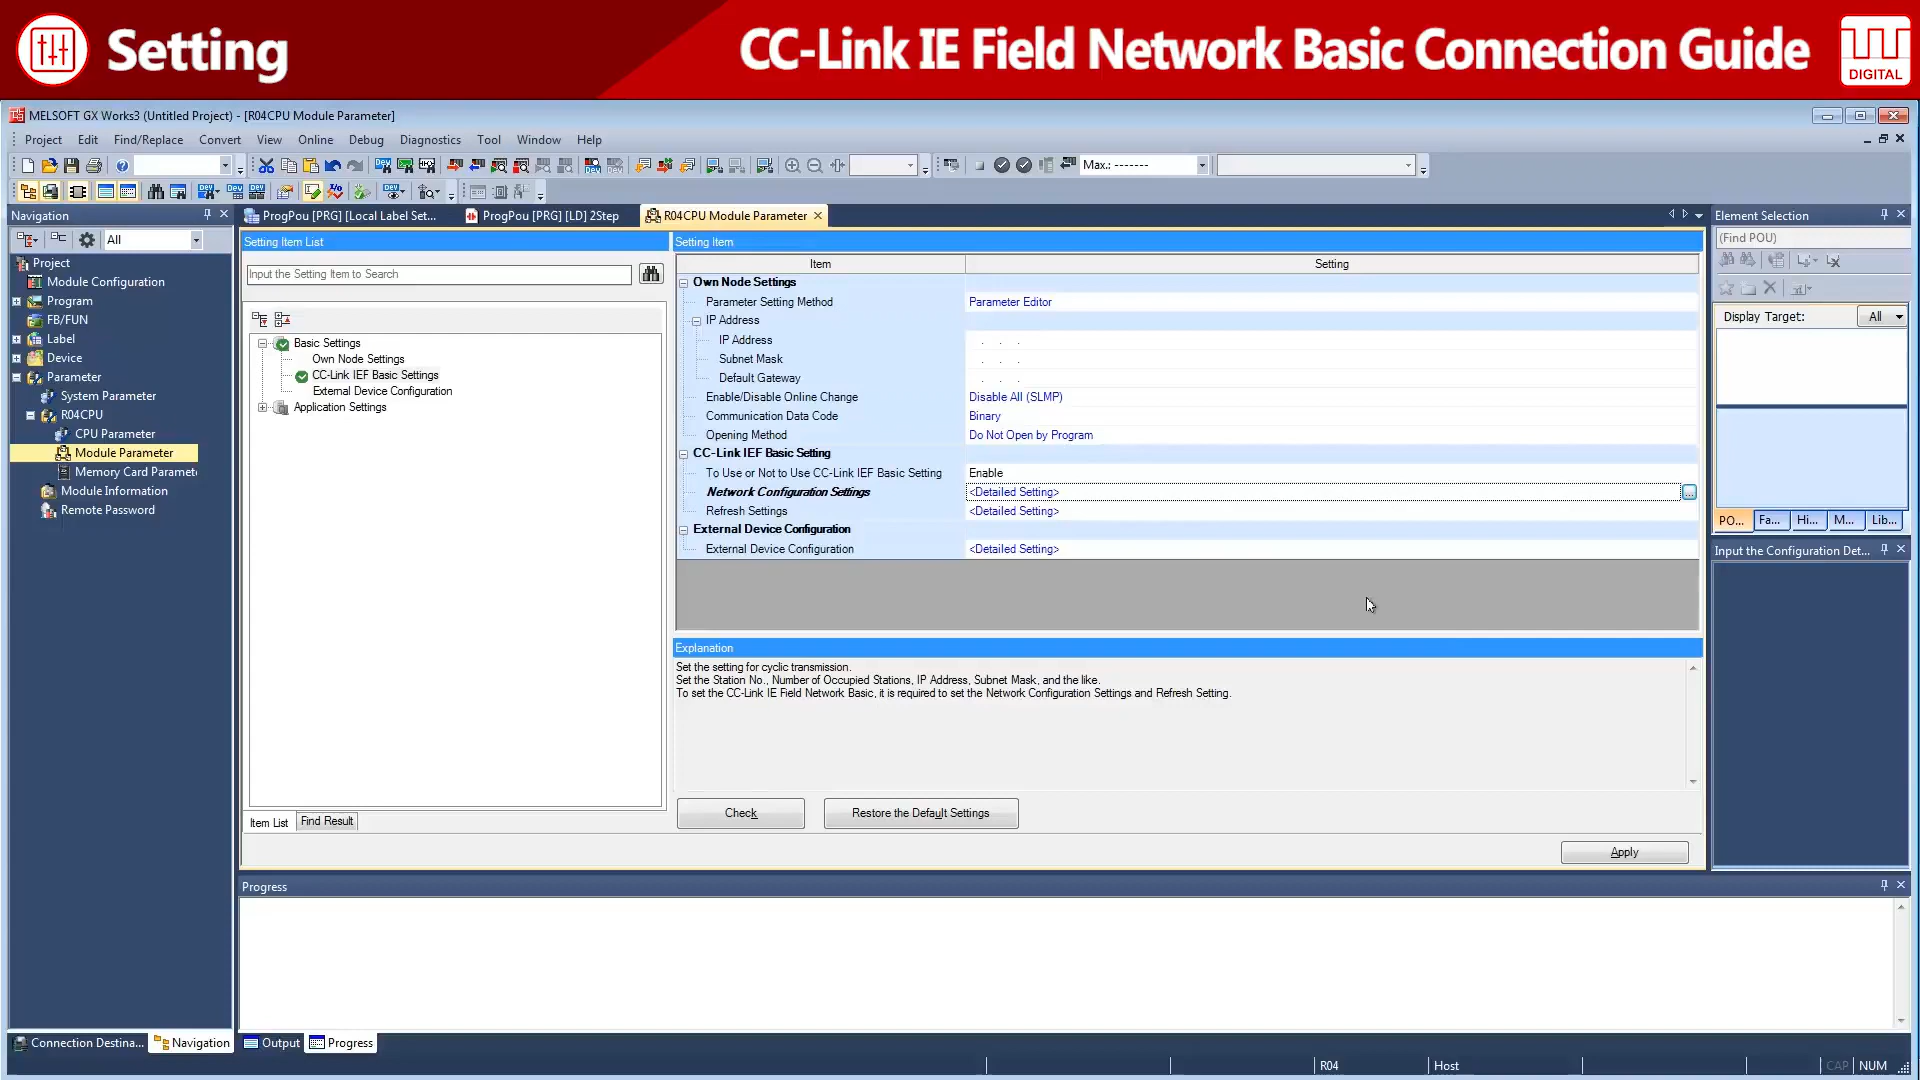 Setting
CC-Link IE Field Network Basic Connection Guide
DIGITAL
MELSOFT GX Works3 (Untitled Project) - [R04CPU Module Parameter]
Project Edit Find/Replace Convert View Online Debug Diagnostics Tool Window Help
Max.: -------
Navigation
ProgPou [PRG] [Local Label Set...
ProgPou [PRG] [LD] 2Step
R04CPU Module Parameter
Element Selection
All
Project
Module Configuration
Program
FB/FUN
Label
Device
Parameter
System Parameter
R04CPU
CPU Parameter
Module Parameter
Memory Card Paramet
Module Information
Remote Password
Setting Item List
Input the Setting Item to Search
Basic Settings
Own Node Settings
CC-Link IEF Basic Settings
External Device Configuration
Application Settings
Item List
Find Result
Setting Item
Item Setting
Own Node Settings
Parameter Setting Method Parameter Editor
IP Address
IP Address . . .
Subnet Mask . . .
Default Gateway . . .
Enable/Disable Online Change Disable All (SLMP)
Communication Data Code Binary
Opening Method Do Not Open by Program
CC-Link IEF Basic Setting
To Use or Not to Use CC-Link IEF Basic Setting Enable
Network Configuration Settings <Detailed Setting> ...
Refresh Settings <Detailed Setting>
External Device Configuration
External Device Configuration <Detailed Setting>
Explanation
Set the setting for cyclic transmission.
Set the Station No., Number of Occupied Stations, IP Address, Subnet Mask, and the like.
To set the CC-Link IE Field Network Basic, it is required to set the Network Configuration Settings and Refresh Setting.
Check
Restore the Default Settings
Apply
(Find POU)
Display Target: All
PO... Fa... Hi... M... Lib...
Input the Configuration Det...
Progress
Connection Destina... Navigation
Output Progress
R04 Host CAP NUM